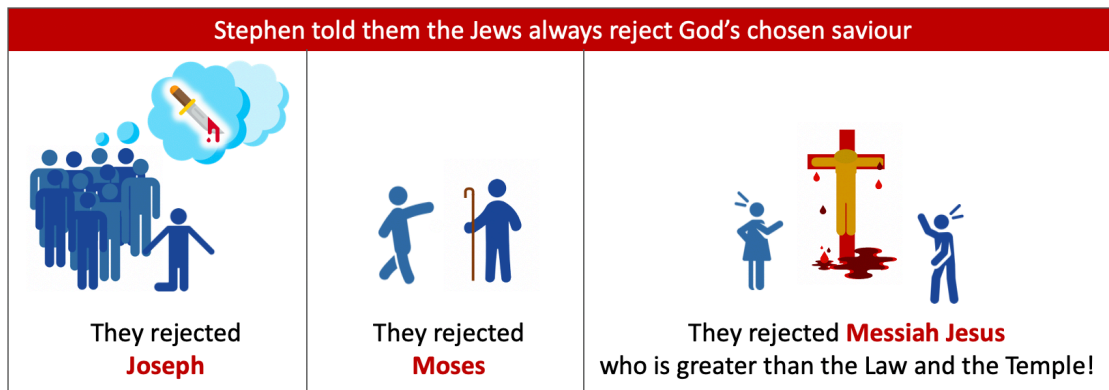 Stephen told them the Jews always reject God's chosen saviour
They rejected
Joseph
They rejected
Moses
They rejected Messiah Jesus
who is greater than the Law and the Temple!